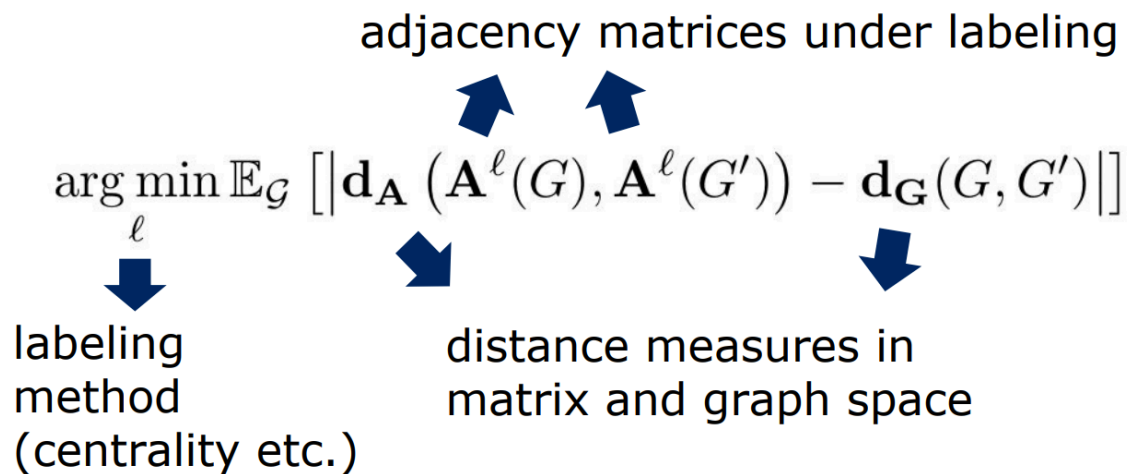 adjacency matrices under labeling
arg min 𝔼_𝒢 [|d_A (A^ℓ(G), A^ℓ(G′)) − d_G(G, G′)|]
ℓ
labeling
method
(centrality etc.)
distance measures in
matrix and graph space